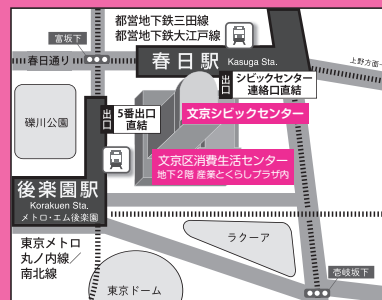 都営地下鉄三田線
都営地下鉄大江戸線
富坂下
春日通り
春日駅 Kasuga Sta.
上野方面→
出口
シビックセンター
連絡口直結
礫川公園
出口
5番出口
直結
文京シビックセンター
文京区消費生活センター
地下2階 産業とくらしプラザ内
後楽園駅
Korakuen Sta.
メトロ・エム後楽園
東京メトロ
丸ノ内線／
南北線
ラクーア
東京ドーム
壱岐坂下